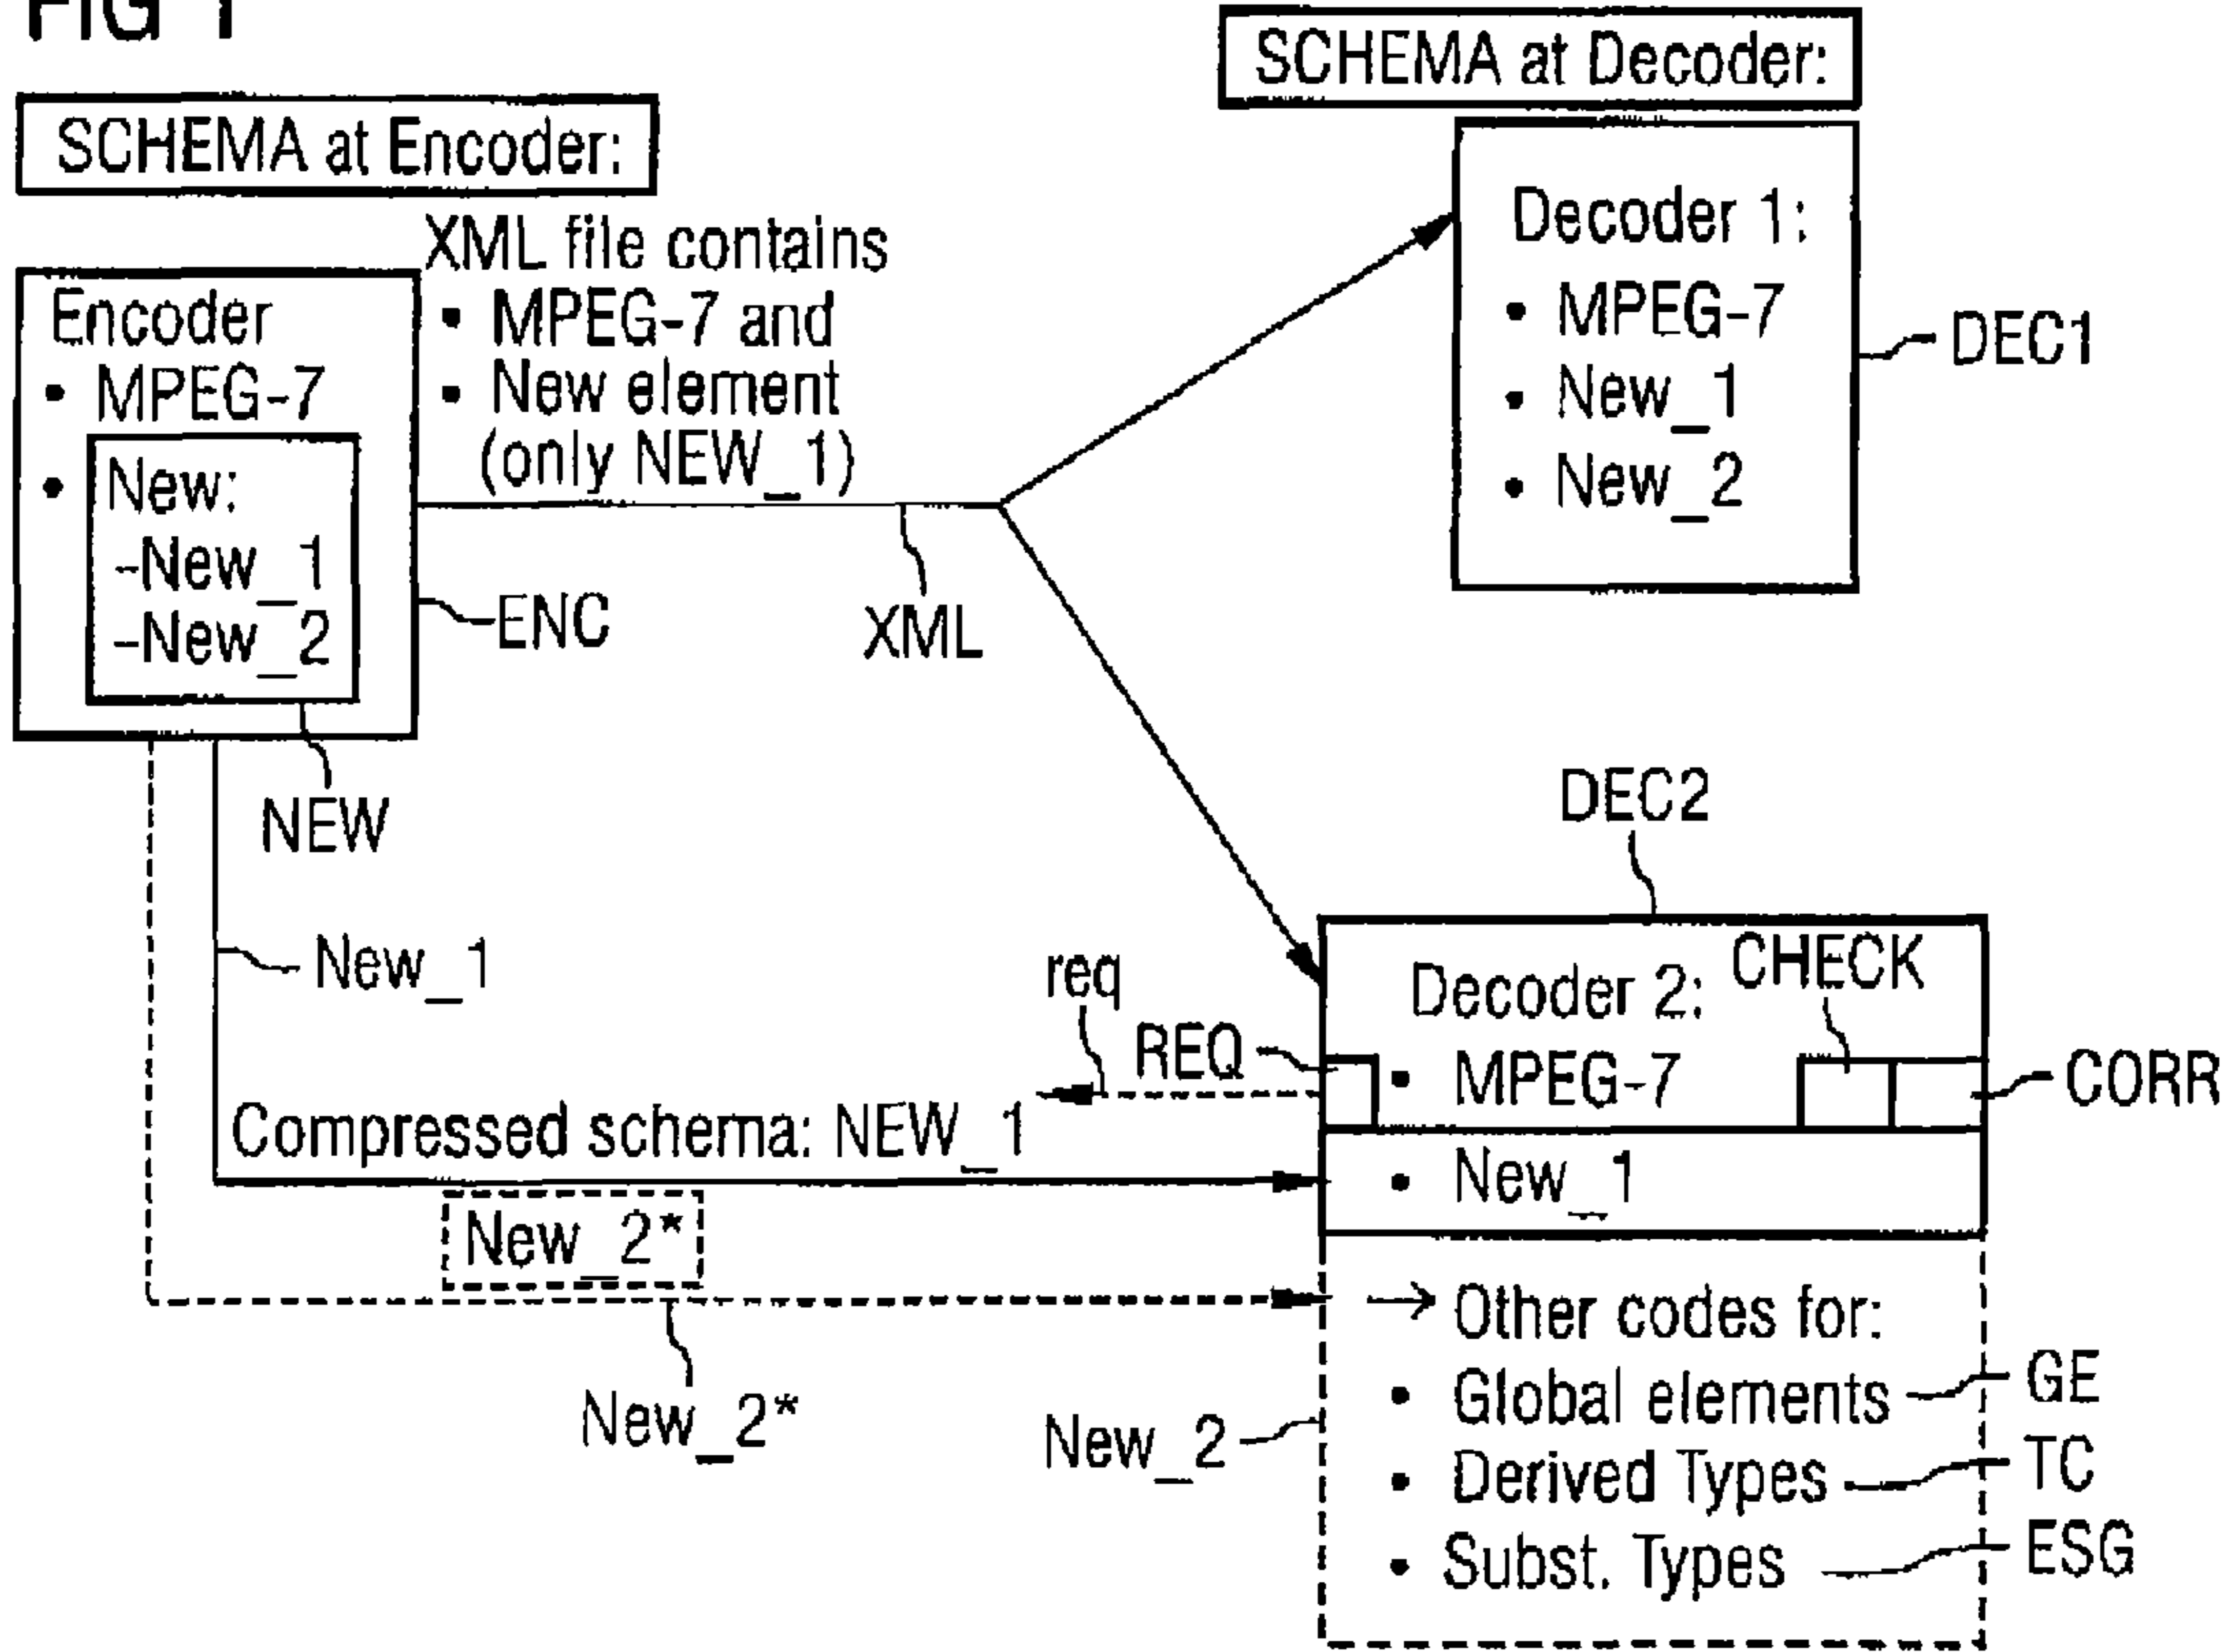 FIG 1
SCHEMA at Encoder:
SCHEMA at Decoder:
Encoder
• MPEG-7
• New:
-New_1
-New_2
ENC
NEW
XML file contains
• MPEG-7 and
• New element
(only NEW_1)
XML
Decoder 1:
• MPEG-7
• New_1
• New_2
DEC1
New_1
Compressed schema: NEW_1
New_2*
New_2*
req
REQ
DEC2
Decoder 2:
CHECK
• MPEG-7
CORR
• New_1
New_2
→ Other codes for:
• Global elements
GE
• Derived Types
TC
• Subst. Types
ESG